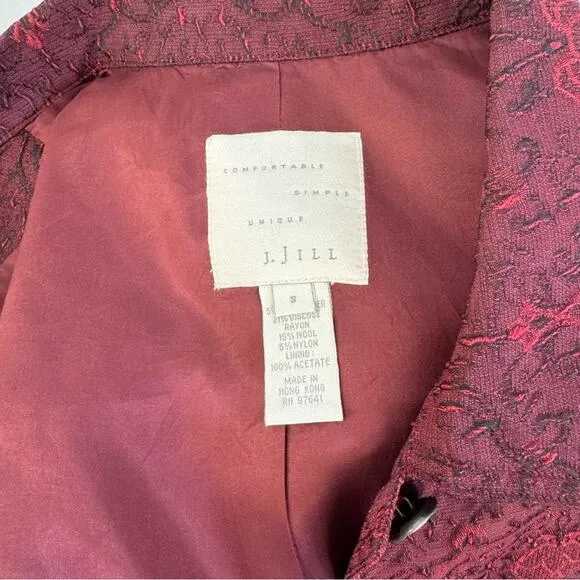 COMFORTABLE
SIMPLE
UNIQUE
J.JILL
S
21% VISCOSE
RAYON
15% WOOL
5% NYLON
LINING:
100% ACETATE
MADE IN
HONG KONG
RN 97641